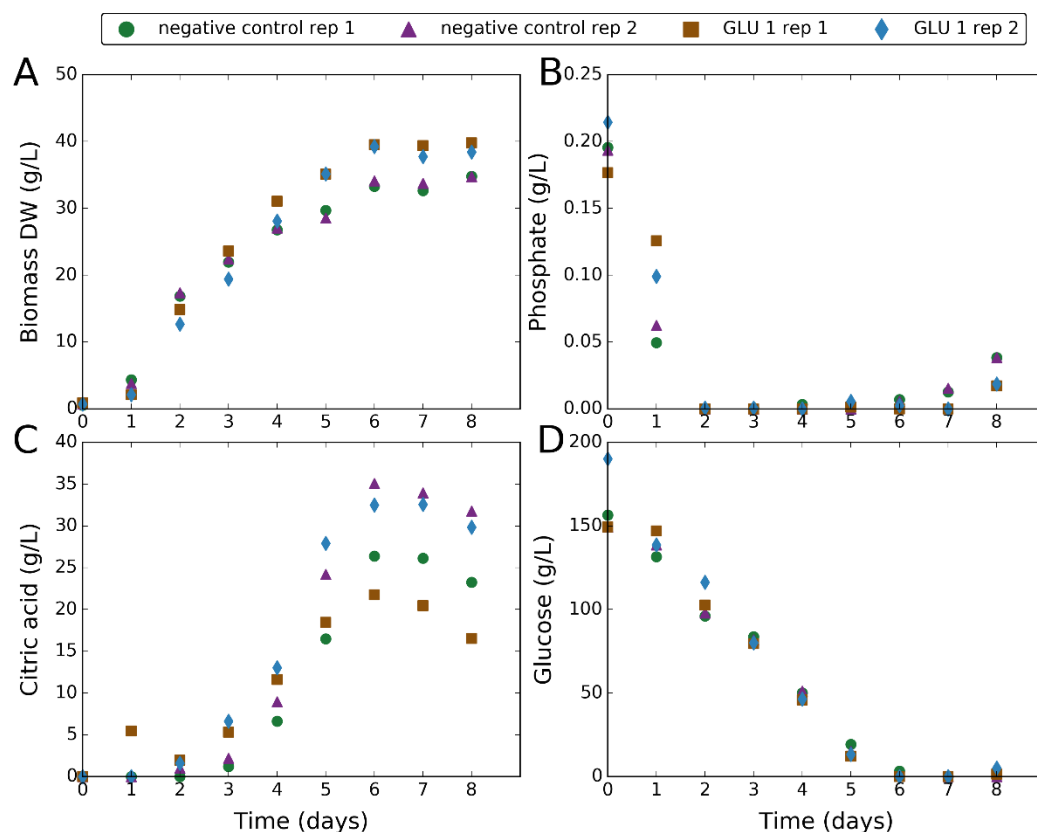 negative control rep 1 negative control rep 2 GLU 1 rep 1 GLU 1 rep 2
A
Biomass DW (g/L)
50
40
30
20
10
0
0 1 2 3 4 5 6 7 8
B
Phosphate (g/L)
0.25
0.20
0.15
0.10
0.05
0.00
0 1 2 3 4 5 6 7 8
C
Citric acid (g/L)
40
35
30
25
20
15
10
5
0
0 1 2 3 4 5 6 7 8
Time (days)
D
Glucose (g/L)
200
150
100
50
0
0 1 2 3 4 5 6 7 8
Time (days)